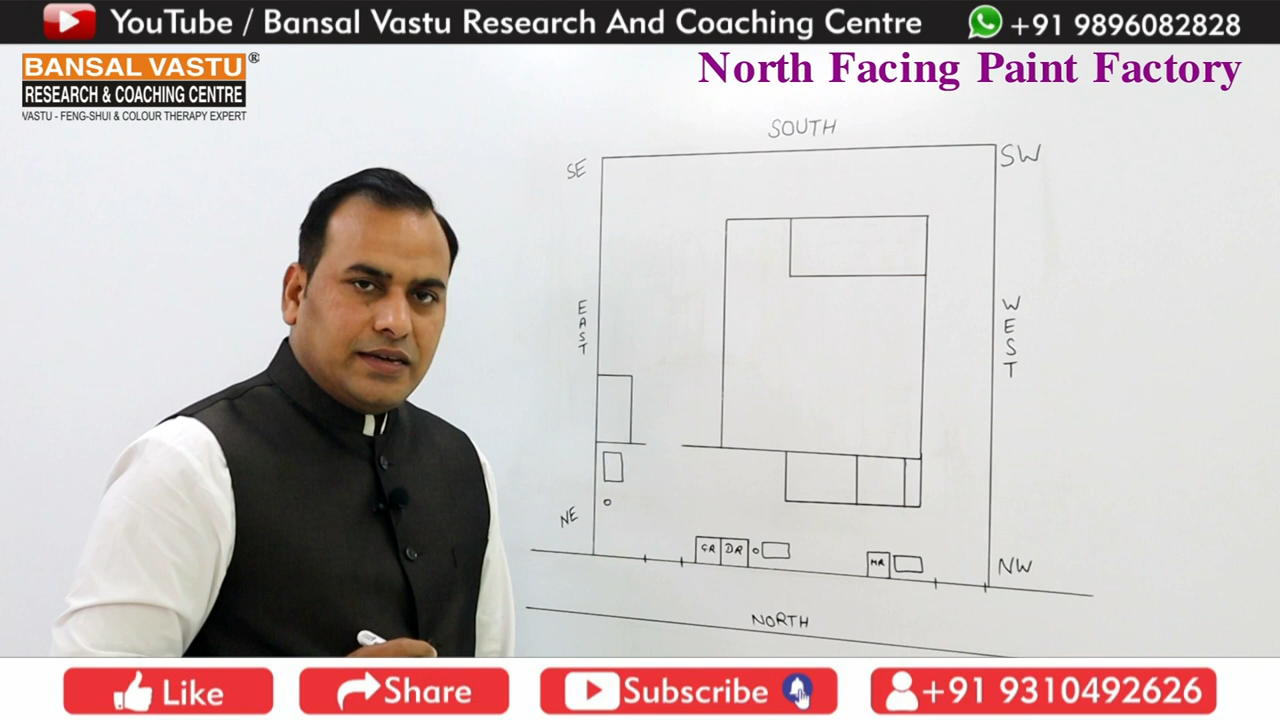 YouTube / Bansal Vastu Research And Coaching Centre
+91 9896082828
BANSAL VASTU®
RESEARCH & COACHING CENTRE
VASTU - FENG-SHUI & COLOUR THERAPY EXPERT
North Facing Paint Factory
SOUTH
SE
SW
EAST
WEST
NE
GR
DR
MR
NW
NORTH
Like
Share
Subscribe
+91 9310492626